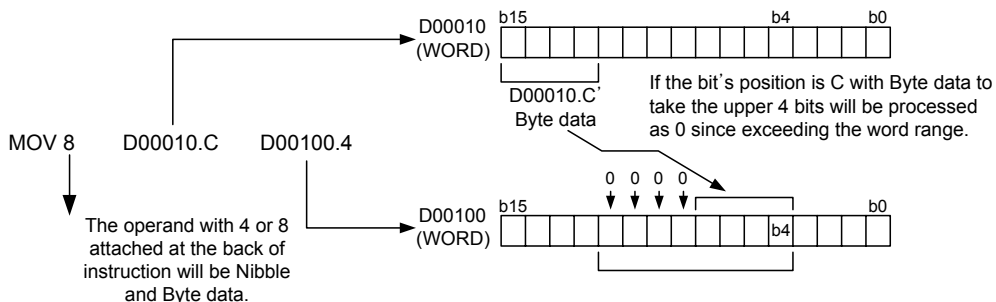 b15 b4 b0
D00010
(WORD)
D00010.C'
Byte data
If the bit's position is C with Byte data to
take the upper 4 bits will be processed
as 0 since exceeding the word range.
MOV 8 D00010.C D00100.4
0 0 0 0
The operand with 4 or 8
attached at the back of
instruction will be Nibble
and Byte data.
b15 b0
D00100
(WORD)
b4